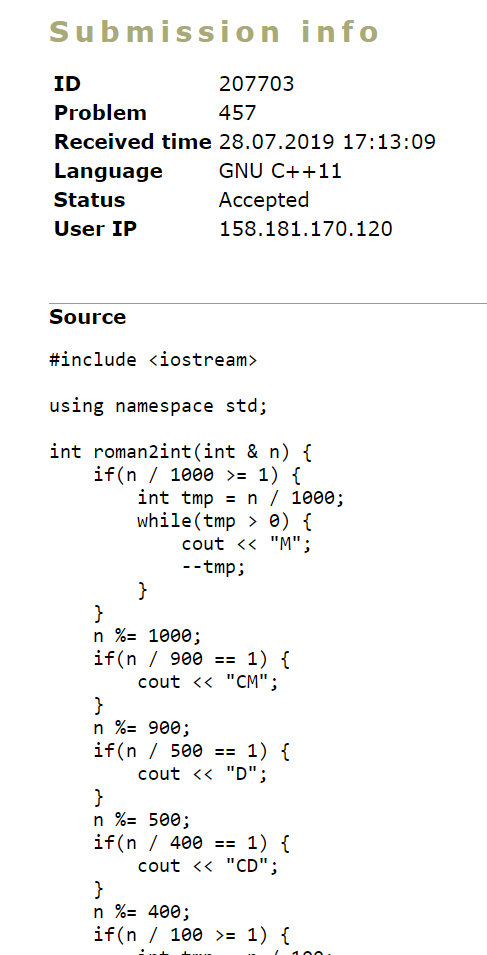 Submission info
ID 207703
Problem 457
Received time 28.07.2019 17:13:09
Language GNU C++11
Status Accepted
User IP 158.181.170.120
Source
#include <iostream>
using namespace std;
int roman2int(int & n) {
    if(n / 1000 >= 1) {
        int tmp = n / 1000;
        while(tmp > 0) {
            cout << "M";
            --tmp;
        }
    }
    n %= 1000;
    if(n / 900 == 1) {
        cout << "CM";
    }
    n %= 900;
    if(n / 500 == 1) {
        cout << "D";
    }
    n %= 500;
    if(n / 400 == 1) {
        cout << "CD";
    }
    n %= 400;
    if(n / 100 >= 1) {